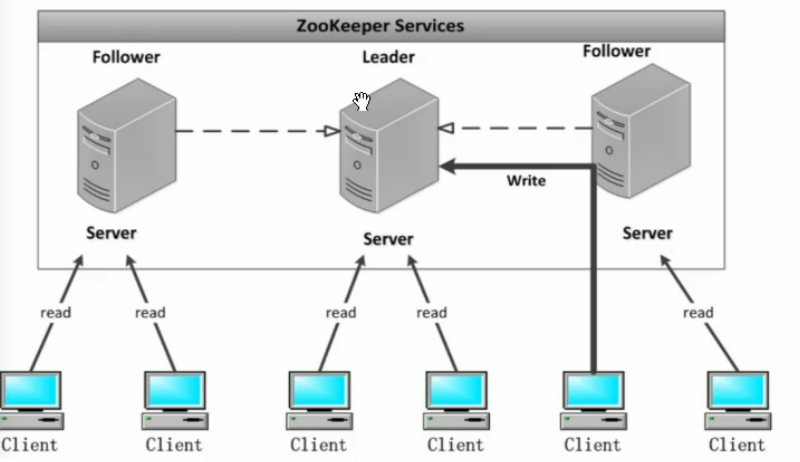 ZooKeeper Services
Follower
Leader
Follower
Write
Server
Server
Server
read
read
read
read
read
Client
Client
Client
Client
Client
Client